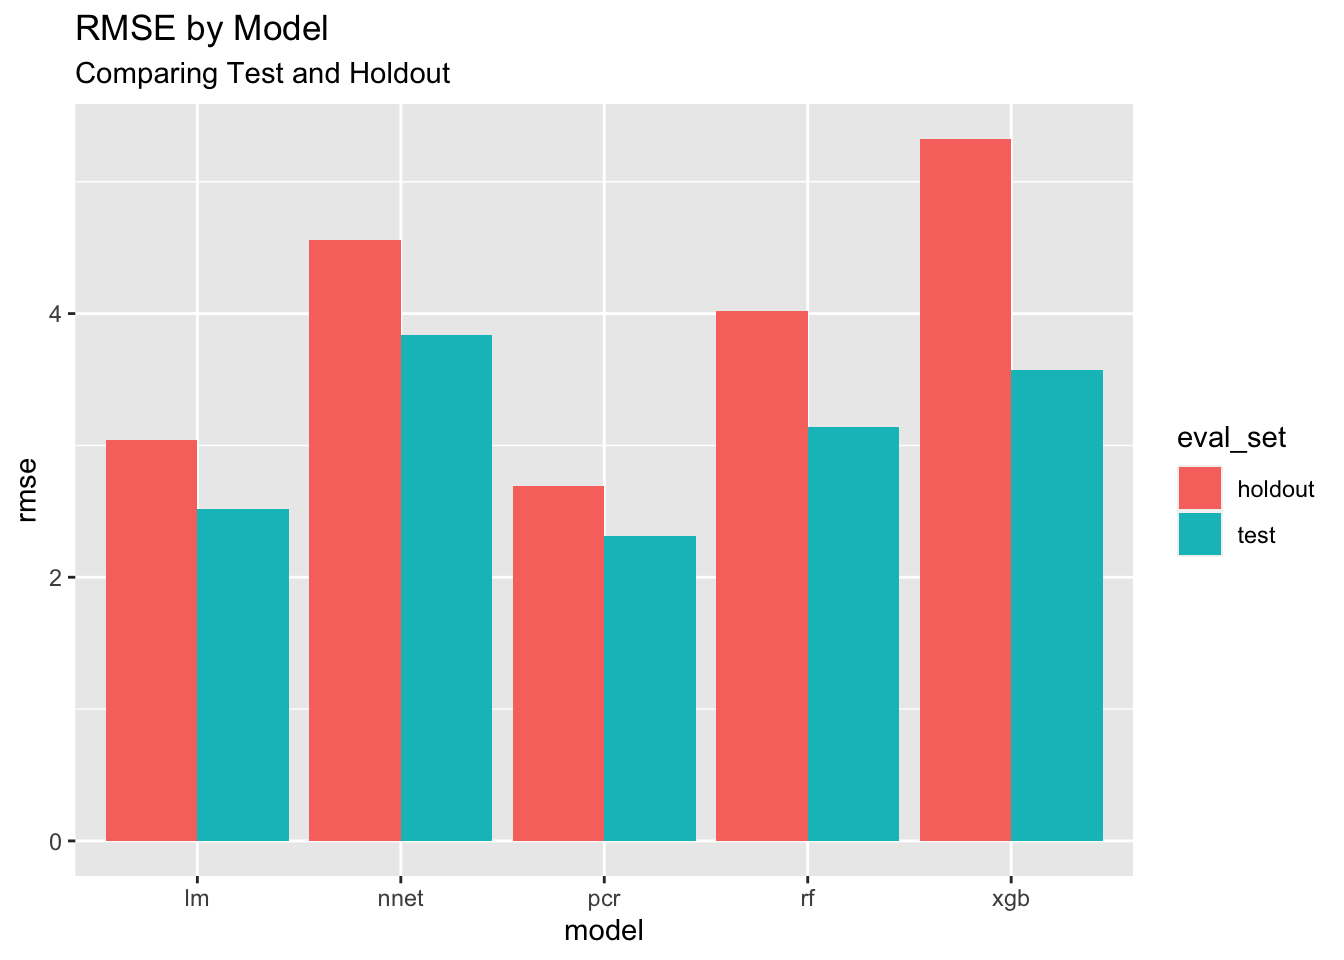 RMSE by Model
Comparing Test and Holdout
rmse
4
2
0
lm nnet pcr rf xgb
model
eval_set
holdout
test